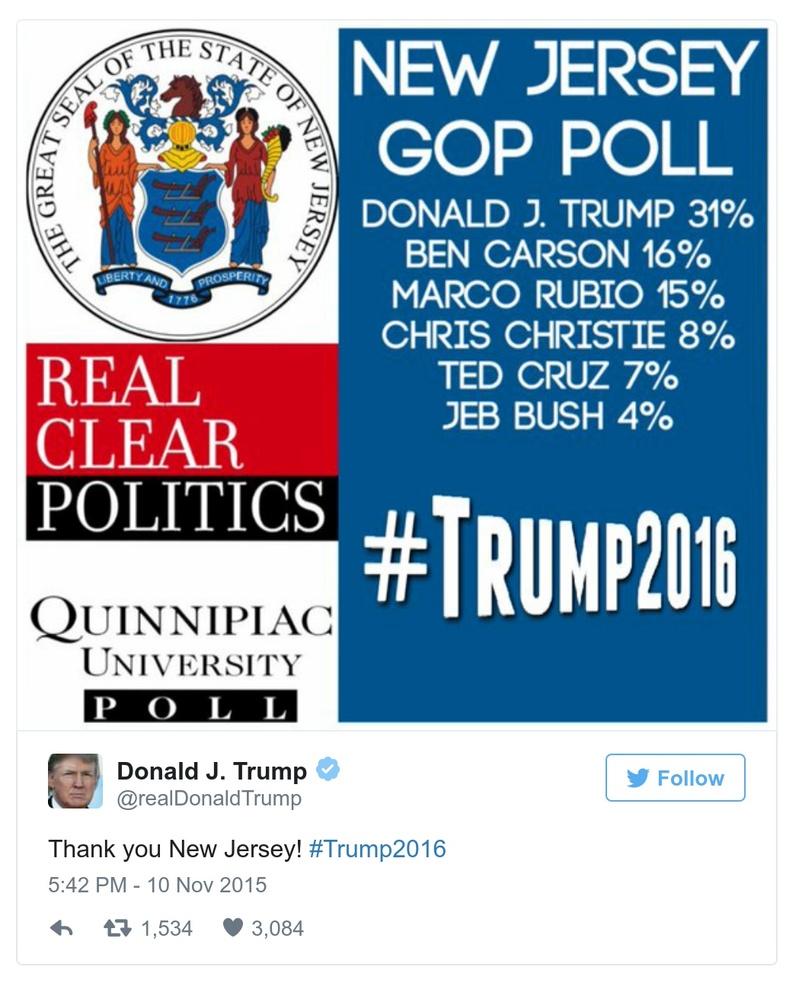 THE GREAT SEAL OF THE STATE OF NEW JERSEY
LIBERTY AND PROSPERITY
1776
REAL
CLEAR
POLITICS
QUINNIPIAC
UNIVERSITY
POLL
NEW JERSEY
GOP POLL
DONALD J. TRUMP 31%
BEN CARSON 16%
MARCO RUBIO 15%
CHRIS CHRISTIE 8%
TED CRUZ 7%
JEB BUSH 4%
#TRUMP2016
Donald J. Trump
@realDonaldTrump
Follow
Thank you New Jersey! #Trump2016
5:42 PM - 10 Nov 2015
1,534 3,084